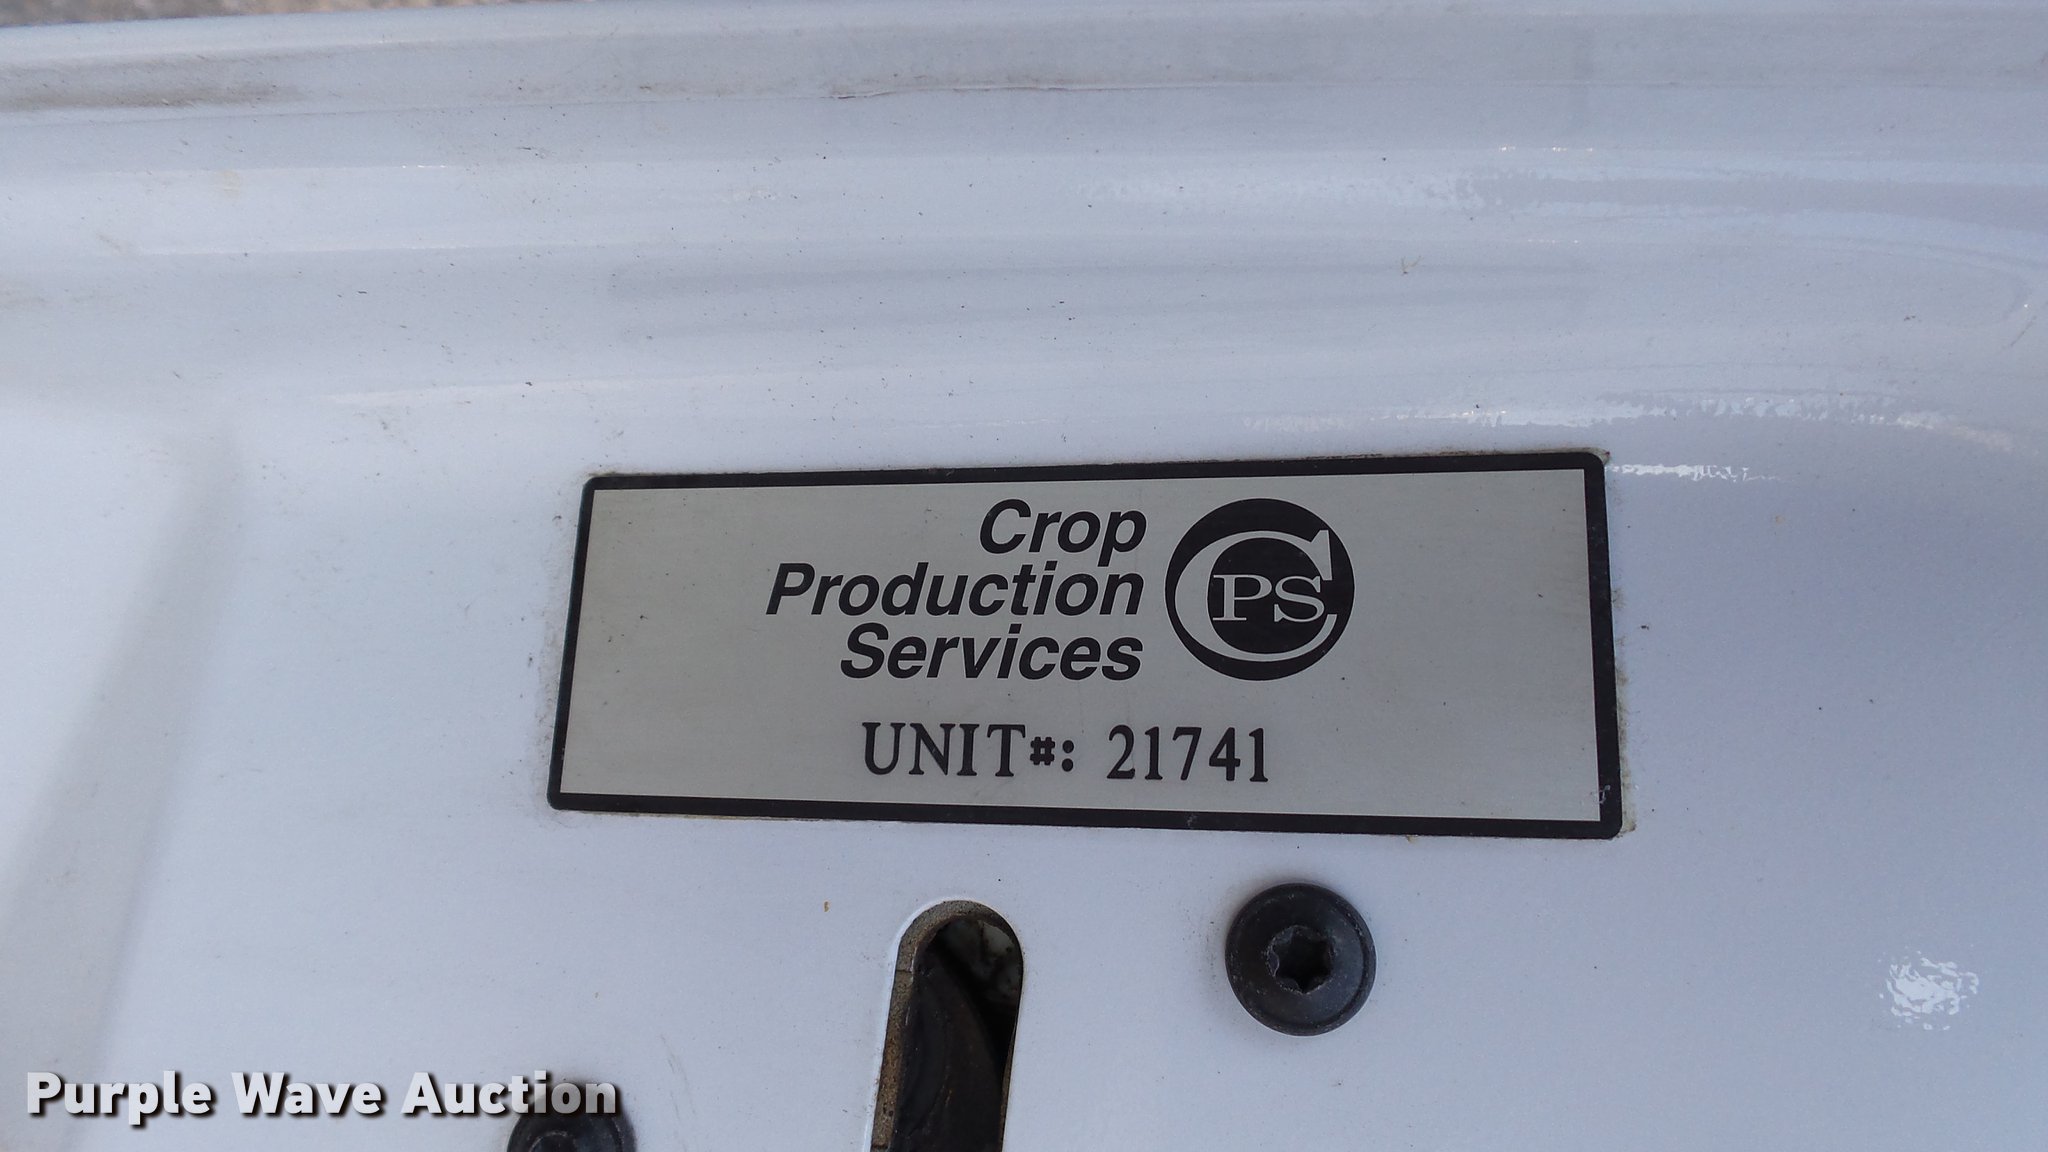 Crop
Production
Services
CPS
UNIT#: 21741
Purple Wave Auction